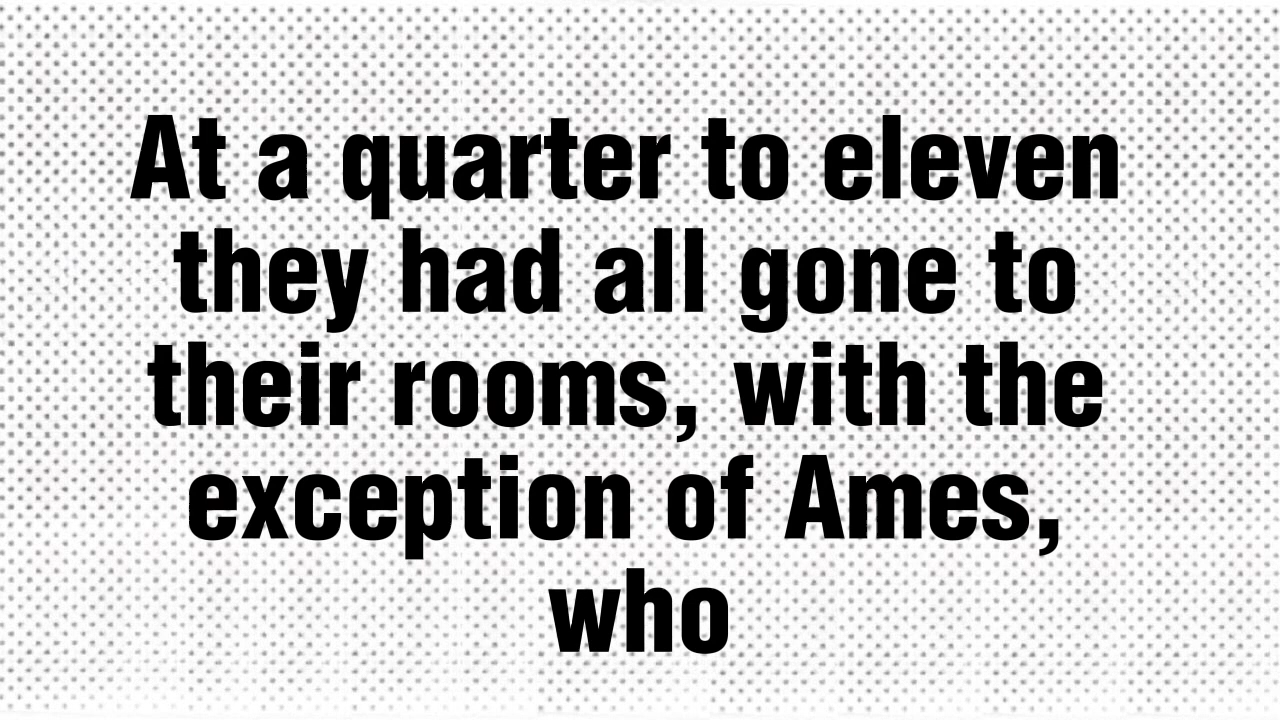 At a quarter to eleven
they had all gone to
their rooms, with the
exception of Ames,
who